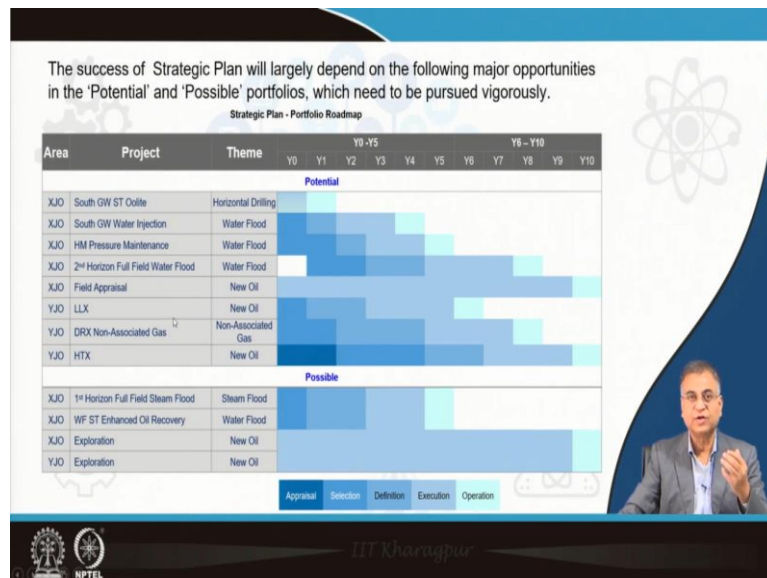 The success of Strategic Plan will largely depend on the following major opportunities
in the 'Potential' and 'Possible' portfolios, which need to be pursued vigorously.
Strategic Plan - Portfolio Roadmap
Area Project Theme Y0 -Y5 Y6 – Y10
Y0 Y1 Y2 Y3 Y4 Y5 Y6 Y7 Y8 Y9 Y10
Potential
XJO South GW ST Oolite Horizontal Drilling
XJO South GW Water Injection Water Flood
XJO HM Pressure Maintenance Water Flood
XJO 2nd Horizon Full Field Water Flood Water Flood
XJO Field Appraisal New Oil
YJO LLX New Oil
YJO DRX Non-Associated Gas Non-Associated Gas
YJO HTX New Oil
Possible
XJO 1st Horizon Full Field Steam Flood Steam Flood
XJO WF ST Enhanced Oil Recovery Water Flood
XJO Exploration New Oil
YJO Exploration New Oil
Appraisal Selection Definition Execution Operation
IIT Kharagpur
NPTEL